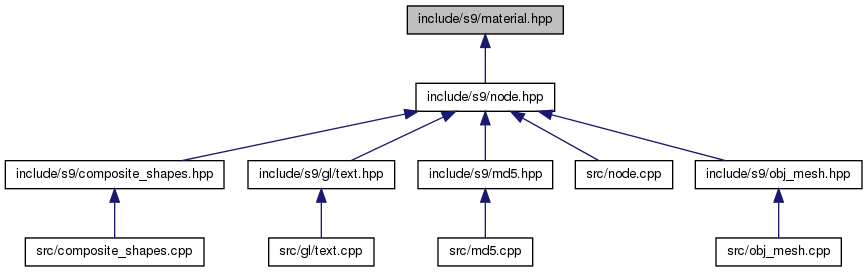 include/s9/material.hpp
include/s9/node.hpp
include/s9/composite_shapes.hpp
include/s9/gl/text.hpp
include/s9/md5.hpp
src/node.cpp
include/s9/obj_mesh.hpp
src/composite_shapes.cpp
src/gl/text.cpp
src/md5.cpp
src/obj_mesh.cpp